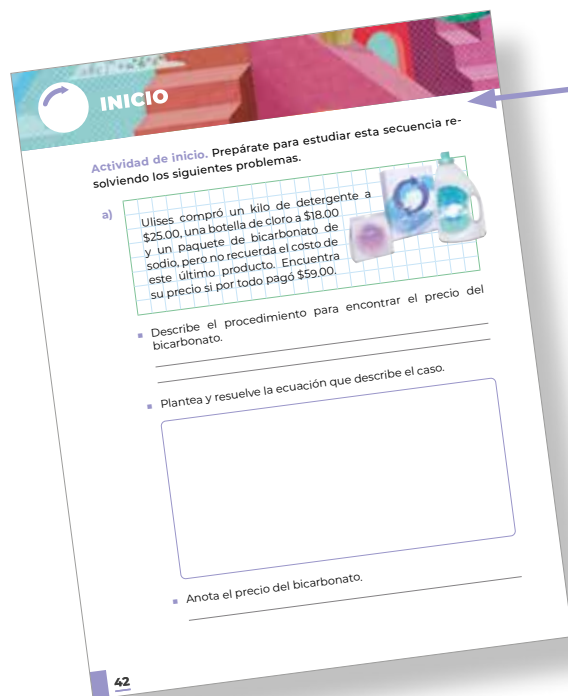 INICIO
Actividad de inicio. Prepárate para estudiar esta secuencia re-
solviendo los siguientes problemas.
a)
Ulises compró un kilo de detergente a
$25.00, una botella de cloro a $18.00
y un paquete de bicarbonato de
sodio, pero no recuerda el costo de
este último producto. Encuentra
su precio si por todo pagó $59.00.
▪ Describe el procedimiento para encontrar el precio del
bicarbonato.
▪ Plantea y resuelve la ecuación que describe el caso.
▪ Anota el precio del bicarbonato.
42